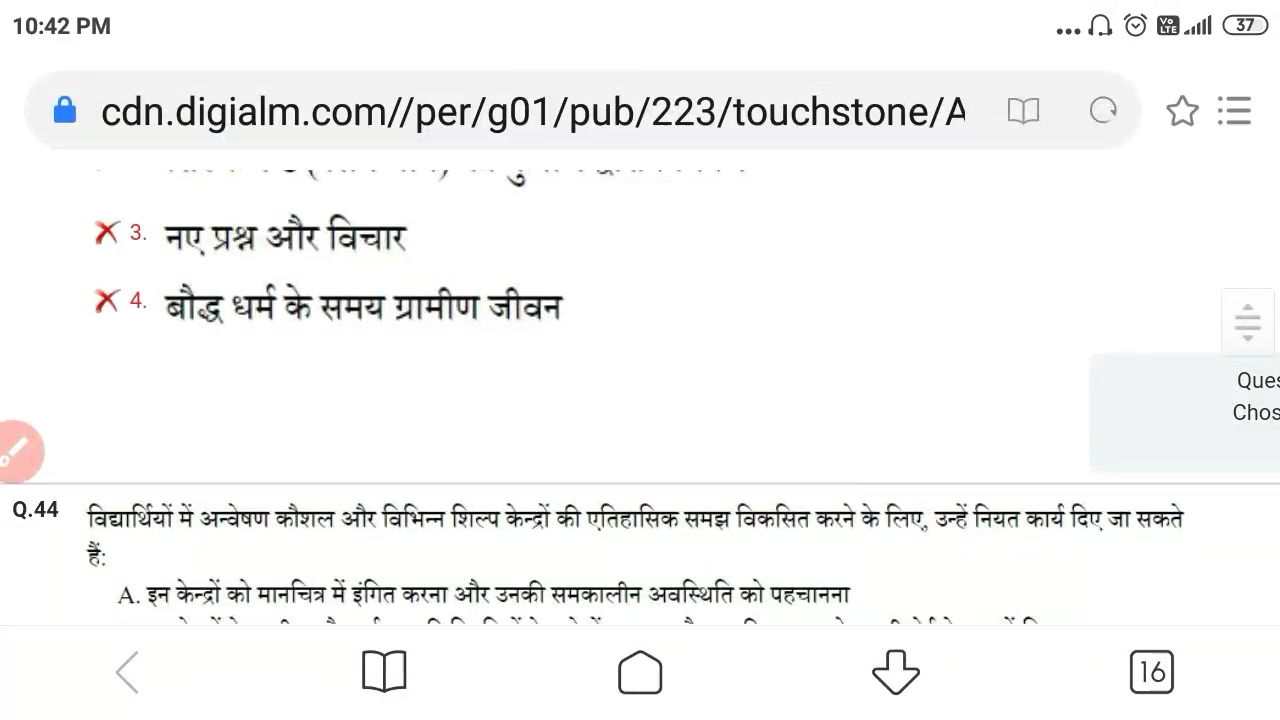 10:42 PM
Vo LTE
37
cdn.digialm.com//per/g01/pub/223/touchstone/A
3. नए प्रश्न और विचार
4. बौद्ध धर्म के समय ग्रामीण जीवन
Ques
Chos
Q.44 विद्यार्थियों में अन्वेषण कौशल और विभिन्न शिल्प केन्द्रों की एतिहासिक समझ विकसित करने के लिए, उन्हें नियत कार्य दिए जा सकते
हैं:
A. इन केन्द्रों को मानचित्र में इंगित करना और उनकी समकालीन अवस्थिति को पहचानना
16